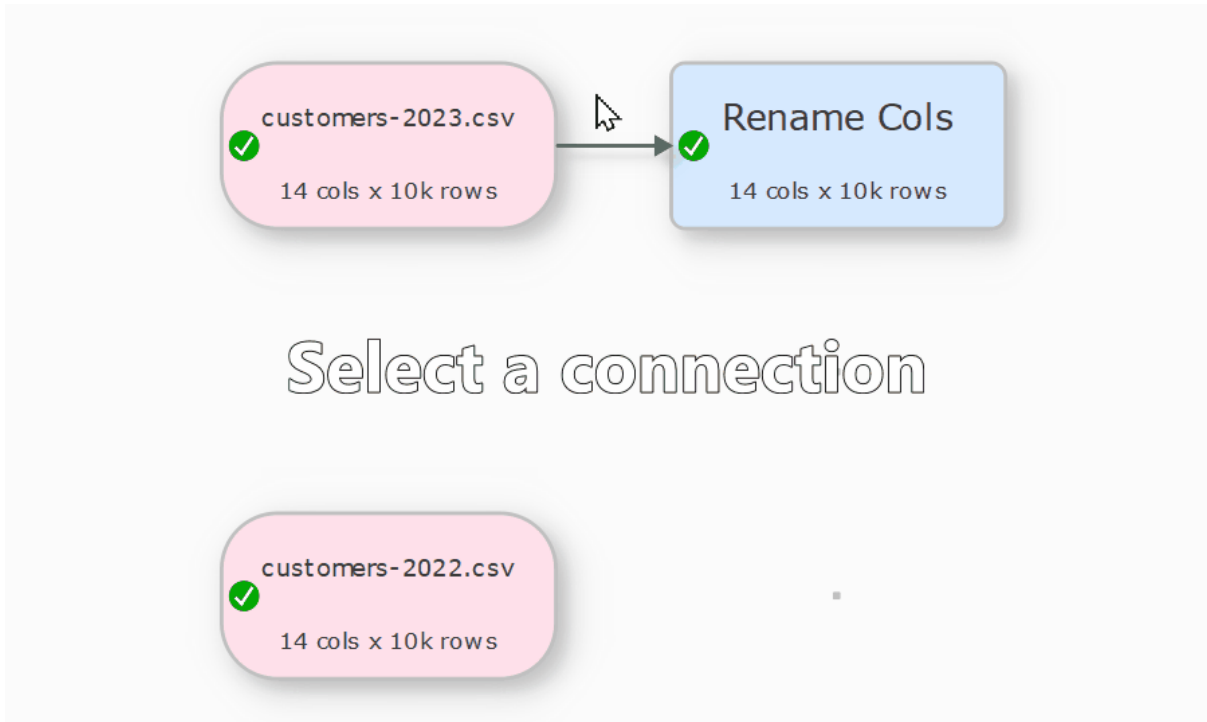 customers-2023.csv
14 cols x 10k rows
Rename Cols
14 cols x 10k rows
Select a connection
customers-2022.csv
14 cols x 10k rows